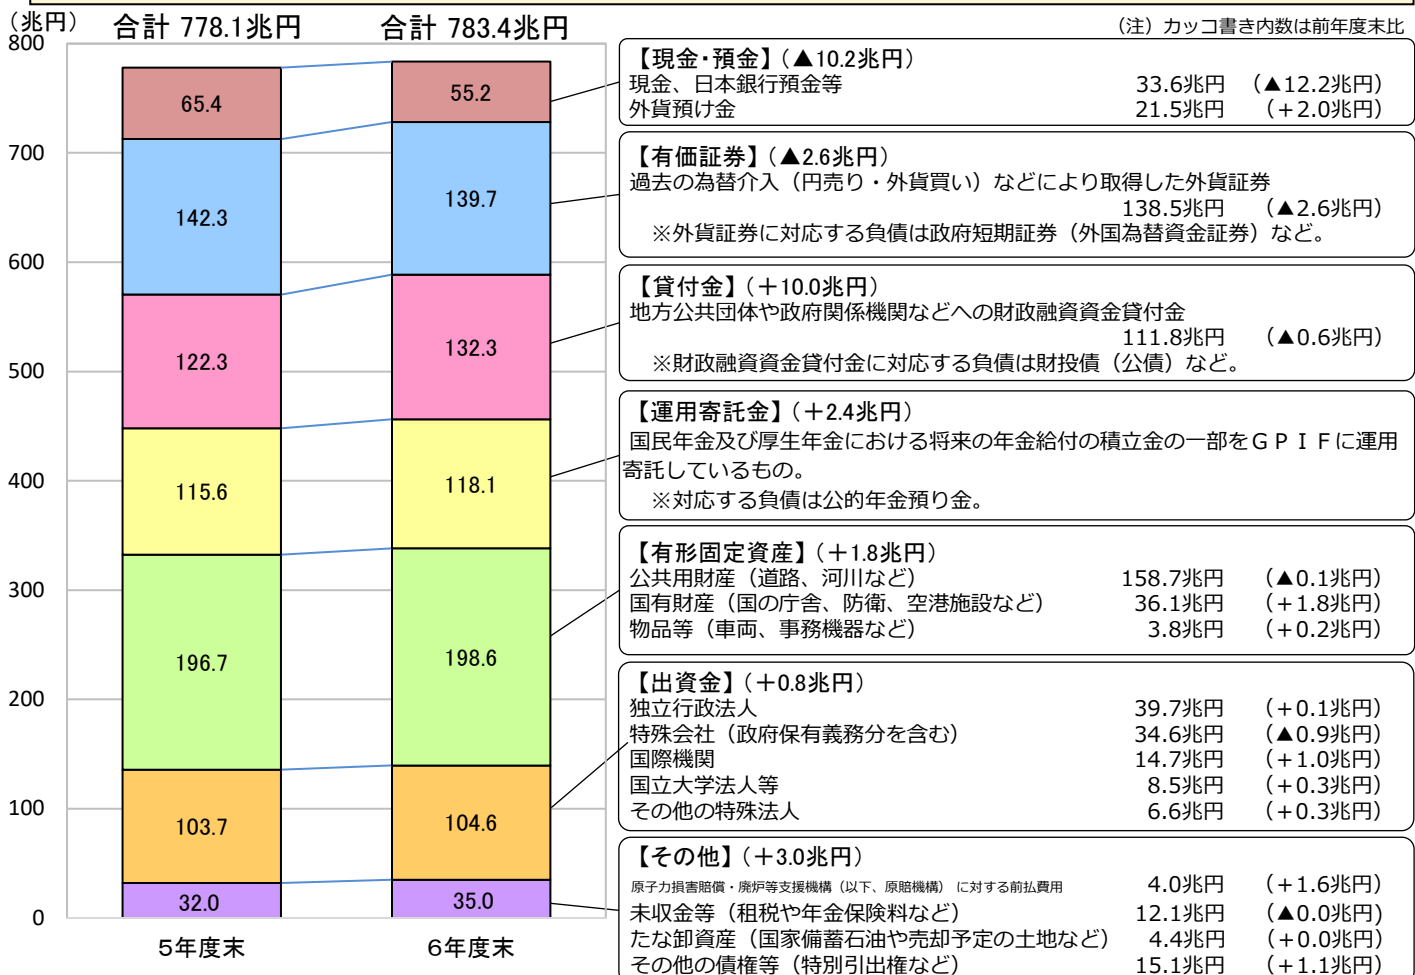 （兆円）
合計 778.1兆円
合計 783.4兆円
（注）カッコ書き内数は前年度末比
800
700
600
500
400
300
200
100
0
65.4
142.3
122.3
115.6
196.7
103.7
32.0
55.2
139.7
132.3
118.1
198.6
104.6
35.0
5年度末
6年度末
【現金・預金】（▲10.2兆円）
現金、日本銀行預金等 33.6兆円 （▲12.2兆円）
外貨預け金 21.5兆円 （+2.0兆円）
【有価証券】（▲2.6兆円）
過去の為替介入（円売り・外貨買い）などにより取得した外貨証券
138.5兆円 （▲2.6兆円）
※外貨証券に対応する負債は政府短期証券（外国為替資金証券）など。
【貸付金】（＋10.0兆円）
地方公共団体や政府関係機関などへの財政融資資金貸付金
111.8兆円 （▲0.6兆円）
※財政融資資金貸付金に対応する負債は財投債（公債）など。
【運用寄託金】（＋2.4兆円）
国民年金及び厚生年金における将来の年金給付の積立金の一部をＧＰＩＦに運用
寄託しているもの。
※対応する負債は公的年金預り金。
【有形固定資産】（＋1.8兆円）
公共用財産（道路、河川など） 158.7兆円 （▲0.1兆円）
国有財産（国の庁舎、防衛、空港施設など） 36.1兆円 （+1.8兆円）
物品等（車両、事務機器など） 3.8兆円 （+0.2兆円）
【出資金】（＋0.8兆円）
独立行政法人 39.7兆円 （+0.1兆円）
特殊会社（政府保有義務分を含む） 34.6兆円 （▲0.9兆円）
国際機関 14.7兆円 （+1.0兆円）
国立大学法人等 8.5兆円 （+0.3兆円）
その他の特殊法人 6.6兆円 （+0.3兆円）
【その他】（＋3.0兆円）
原子力損害賠償・廃炉等支援機構（以下、原賠機構）に対する前払費用 4.0兆円 （+1.6兆円）
未収金等（租税や年金保険料など） 12.1兆円 （▲0.0兆円）
たな卸資産（国家備蓄石油や売却予定の土地など） 4.4兆円 （+0.0兆円）
その他の債権等（特別引出権など） 15.1兆円 （+1.1兆円）